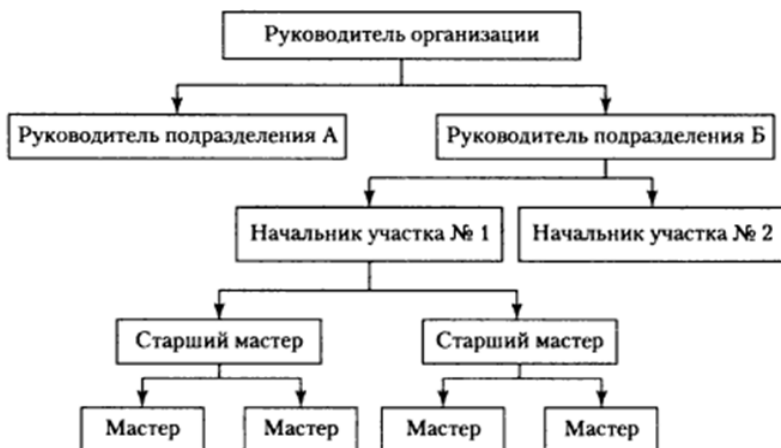 Руководитель организации
Руководитель подразделения А
Руководитель подразделения Б
Начальник участка № 1
Начальник участка № 2
Старший мастер
Старший мастер
Мастер
Мастер
Мастер
Мастер